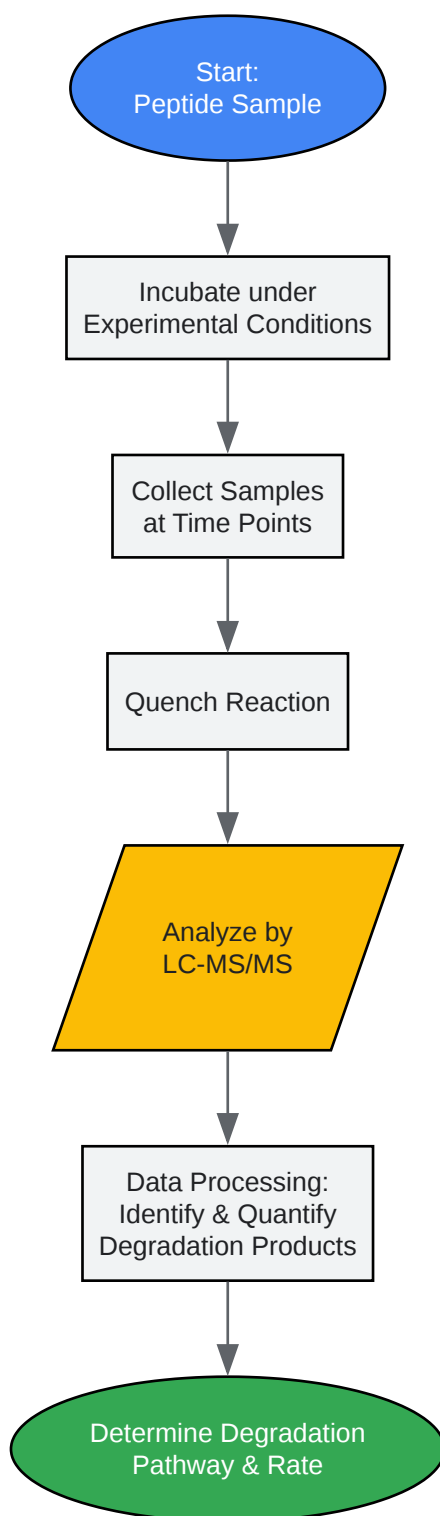 Start:
Peptide Sample
Incubate under
Experimental Conditions
Collect Samples
at Time Points
Quench Reaction
Analyze by
LC-MS/MS
Data Processing:
Identify & Quantify
Degradation Products
Determine Degradation
Pathway & Rate